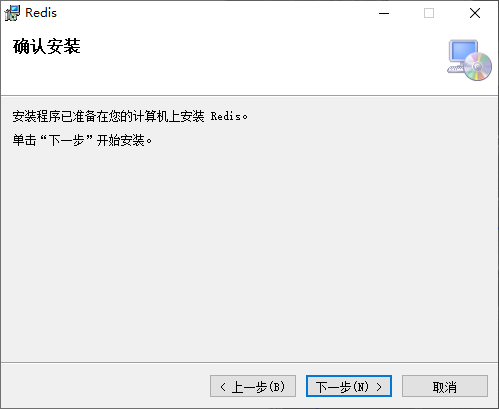 Redis
确认安装
安装程序已准备在您的计算机上安装 Redis。
单击“下一步”开始安装。
< 上一步(B)
下一步(N) >
取消